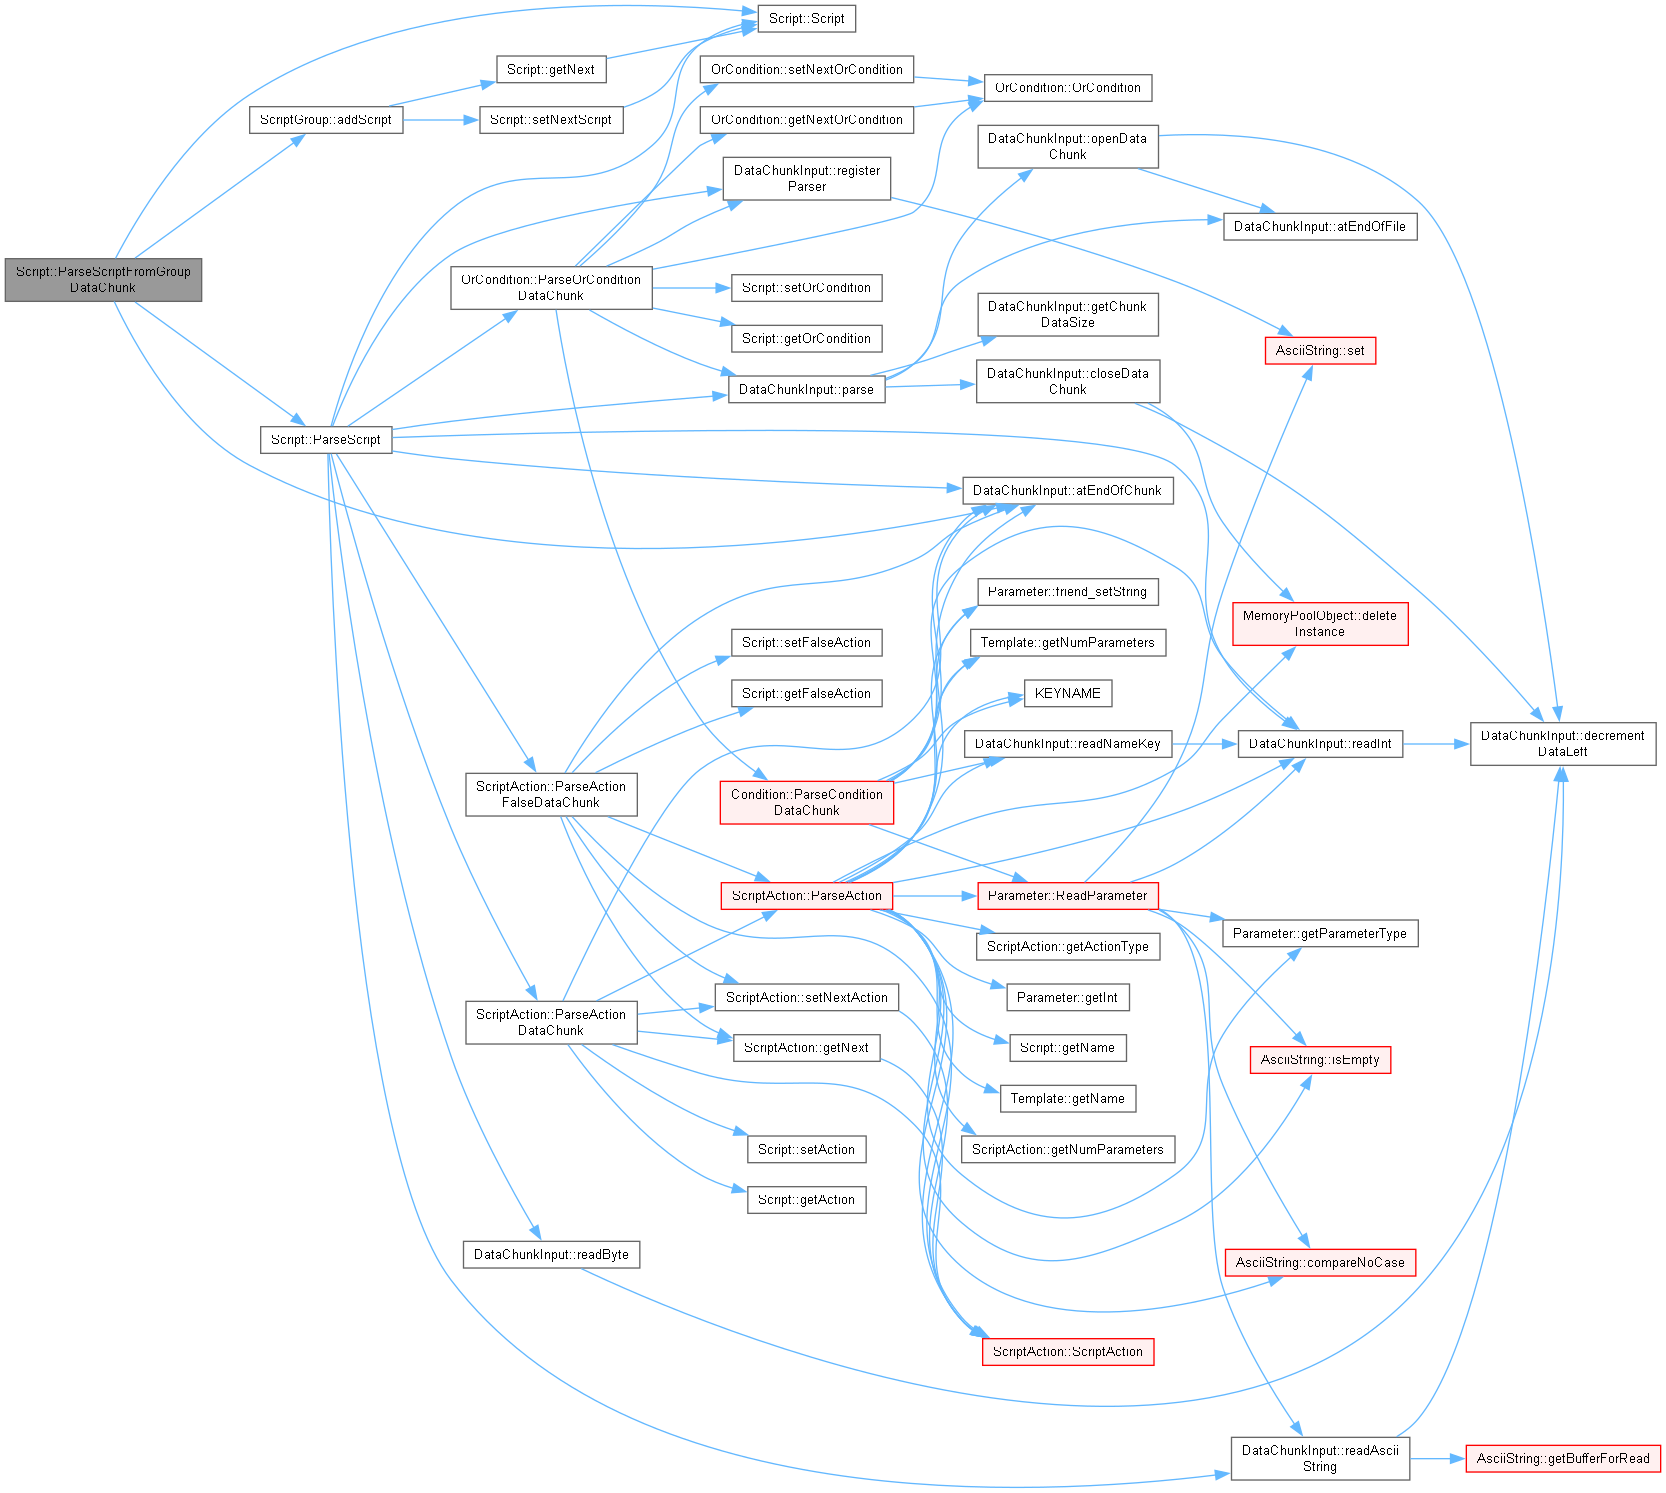 Script::Script
Script::getNext
OrCondition::setNextOrCondition
OrCondition::OrCondition
ScriptGroup::addScript
Script::setNextScript
OrCondition::getNextOrCondition
DataChunkInput::openData
Chunk
DataChunkInput::register
Parser
DataChunkInput::atEndOfFile
Script::ParseScriptFromGroup
DataChunk
OrCondition::ParseOrCondition
DataChunk
Script::setOrCondition
DataChunkInput::getChunk
DataSize
Script::getOrCondition
AsciiString::set
DataChunkInput::parse
DataChunkInput::closeData
Chunk
Script::ParseScript
DataChunkInput::atEndOfChunk
Parameter::friend_setString
MemoryPoolObject::delete
Instance
Script::setFalseAction
Template::getNumParameters
Script::getFalseAction
KEYNAME
DataChunkInput::readNameKey
DataChunkInput::readInt
DataChunkInput::decrement
DataLeft
ScriptAction::ParseAction
FalseDataChunk
Condition::ParseCondition
DataChunk
ScriptAction::ParseAction
Parameter::ReadParameter
Parameter::getParameterType
ScriptAction::getActionType
ScriptAction::setNextAction
Parameter::getInt
ScriptAction::ParseAction
DataChunk
ScriptAction::getNext
Script::getName
AsciiString::isEmpty
Template::getName
Script::setAction
ScriptAction::getNumParameters
Script::getAction
DataChunkInput::readByte
AsciiString::compareNoCase
ScriptAction::ScriptAction
DataChunkInput::readAscii
String
AsciiString::getBufferForRead